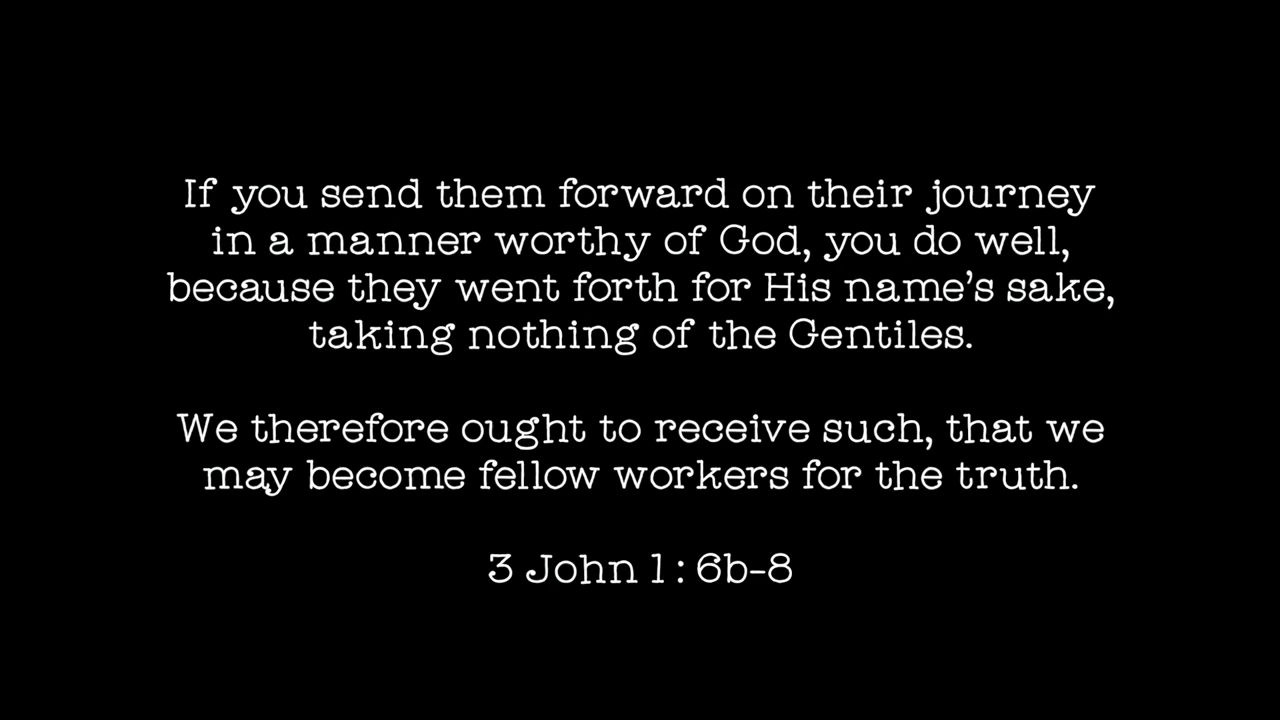 If you send them forward on their journey
in a manner worthy of God, you do well,
because they went forth for His name’s sake,
taking nothing of the Gentiles.
We therefore ought to receive such, that we
may become fellow workers for the truth.
3 John 1: 6b-8